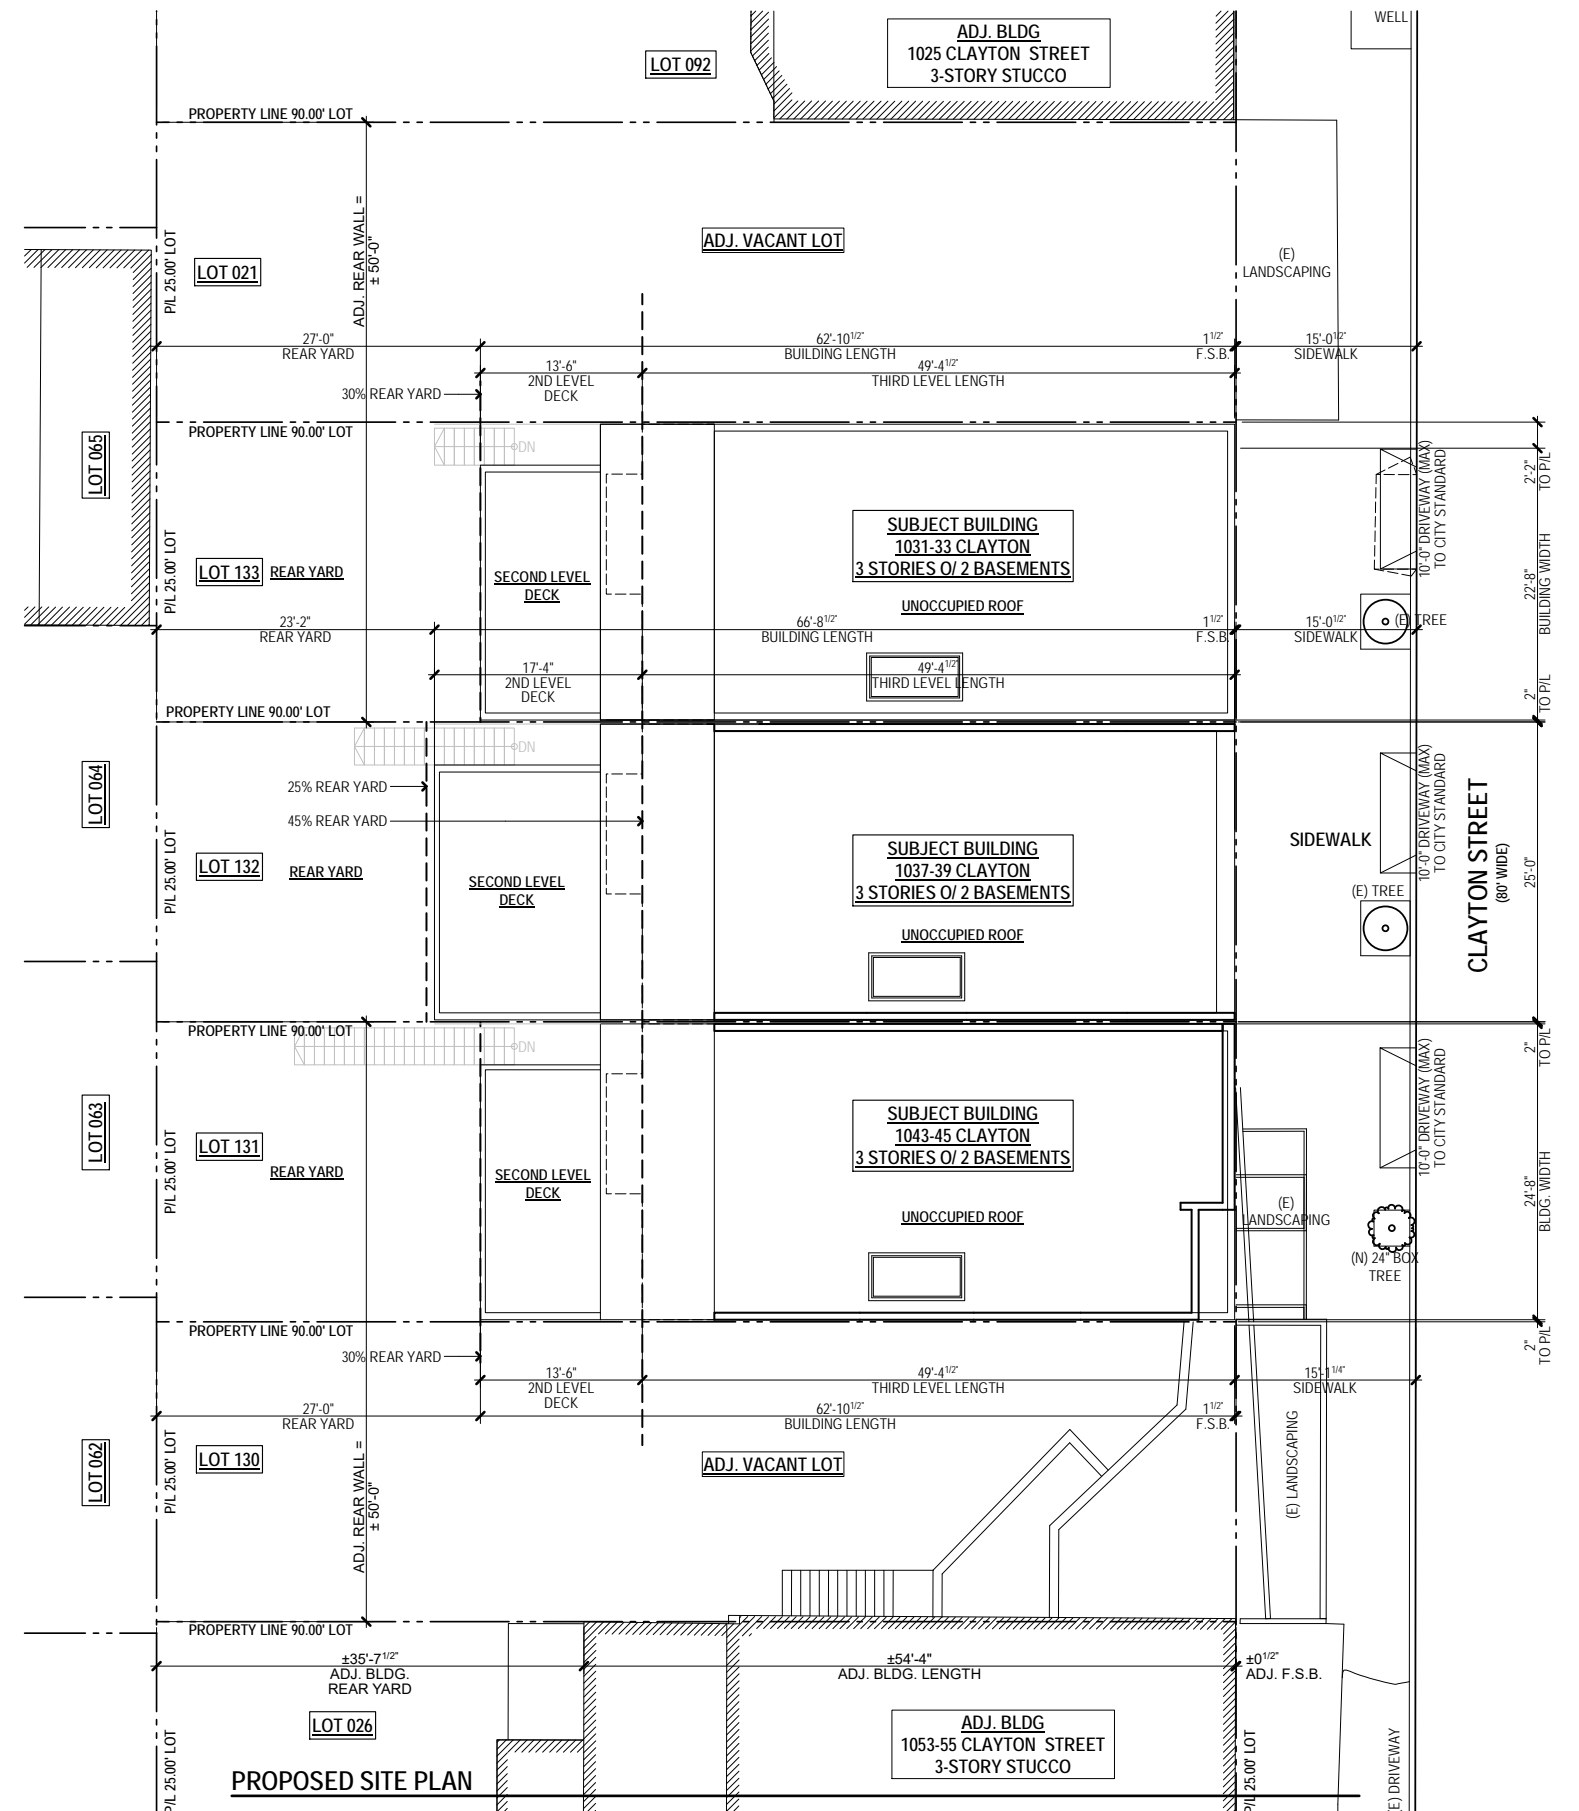 WELL
ADJ. BLDG
1025 CLAYTON STREET
3-STORY STUCCO
LOT 092
PROPERTY LINE 90.00' LOT
ADJ. REAR WALL =
± 50'-0"
P/L 25.00' LOT
LOT 021
ADJ. VACANT LOT
(E)
LANDSCAPING
27'-0"
REAR YARD
62'-10 1/2"
BUILDING LENGTH
1 1/2"
F.S.B.
15'-0 1/2"
SIDEWALK
13'-6"
2ND LEVEL
DECK
49'-4 1/2"
THIRD LEVEL LENGTH
30% REAR YARD
PROPERTY LINE 90.00' LOT
DN
LOT 065
P/L 25.00' LOT
LOT 133
REAR YARD
SECOND LEVEL
DECK
SUBJECT BUILDING
1031-33 CLAYTON
3 STORIES O/ 2 BASEMENTS
UNOCCUPIED ROOF
10'-0" DRIVEWAY (MAX)
TO CITY STANDARD
2'-2"
TO P/L
22'-8"
BUILDING WIDTH
2"
TO P/L
(E) TREE
23'-2"
REAR YARD
66'-8 1/2"
BUILDING LENGTH
1 1/2"
F.S.B.
15'-0 1/2"
SIDEWALK
17'-4"
2ND LEVEL
DECK
49'-4 1/2"
THIRD LEVEL LENGTH
PROPERTY LINE 90.00' LOT
DN
25% REAR YARD
45% REAR YARD
LOT 064
P/L 25.00' LOT
LOT 132
REAR YARD
SECOND LEVEL
DECK
SUBJECT BUILDING
1037-39 CLAYTON
3 STORIES O/ 2 BASEMENTS
UNOCCUPIED ROOF
SIDEWALK
10'-0" DRIVEWAY (MAX)
TO CITY STANDARD
CLAYTON STREET
(80' WIDE)
25'-0"
(E) TREE
PROPERTY LINE 90.00' LOT
DN
LOT 063
P/L 25.00' LOT
LOT 131
REAR YARD
SECOND LEVEL
DECK
SUBJECT BUILDING
1043-45 CLAYTON
3 STORIES O/ 2 BASEMENTS
UNOCCUPIED ROOF
(E)
LANDSCAPING
10'-0" DRIVEWAY (MAX)
TO CITY STANDARD
2"
TO P/L
24'-8"
BLDG. WIDTH
2"
TO P/L
(N) 24" BOX
TREE
PROPERTY LINE 90.00' LOT
30% REAR YARD
13'-6"
2ND LEVEL
DECK
49'-4 1/2"
THIRD LEVEL LENGTH
15'-1 1/4"
SIDEWALK
27'-0"
REAR YARD
62'-10 1/2"
BUILDING LENGTH
1 1/2"
F.S.B.
LOT 062
P/L 25.00' LOT
LOT 130
ADJ. REAR WALL =
± 50'-0"
ADJ. VACANT LOT
(E) LANDSCAPING
PROPERTY LINE 90.00' LOT
±35'-7 1/2"
ADJ. BLDG.
REAR YARD
±54'-4"
ADJ. BLDG. LENGTH
±0 1/2"
ADJ. F.S.B.
LOT 026
ADJ. BLDG
1053-55 CLAYTON STREET
3-STORY STUCCO
P/L 25.00' LOT
P/L 25.00' LOT
(E) DRIVEWAY
PROPOSED SITE PLAN